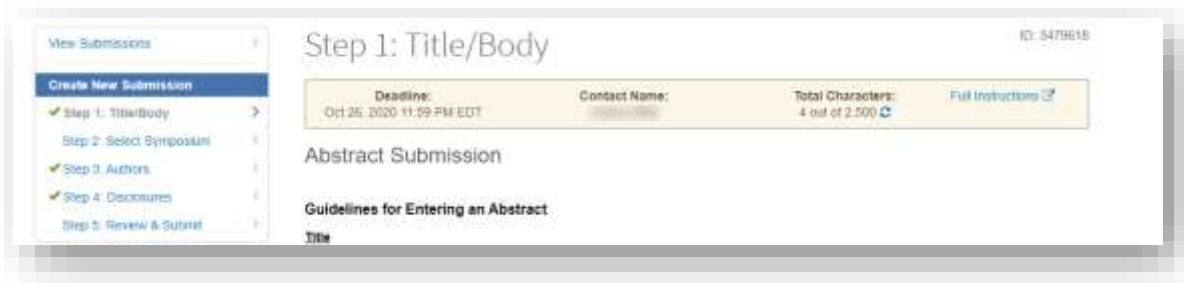 View Submissions
Create New Submission
Step 1: Title/Body
Step 2: Select Symposium
Step 3: Authors
Step 4: Disclosures
Step 5: Review & Submit
Step 1: Title/Body
ID: 3479618
Deadline:
Oct 26, 2020 11:59 PM EDT
Contact Name:
Total Characters:
4 out of 2,500
Full Instructions
Abstract Submission
Guidelines for Entering an Abstract
Title